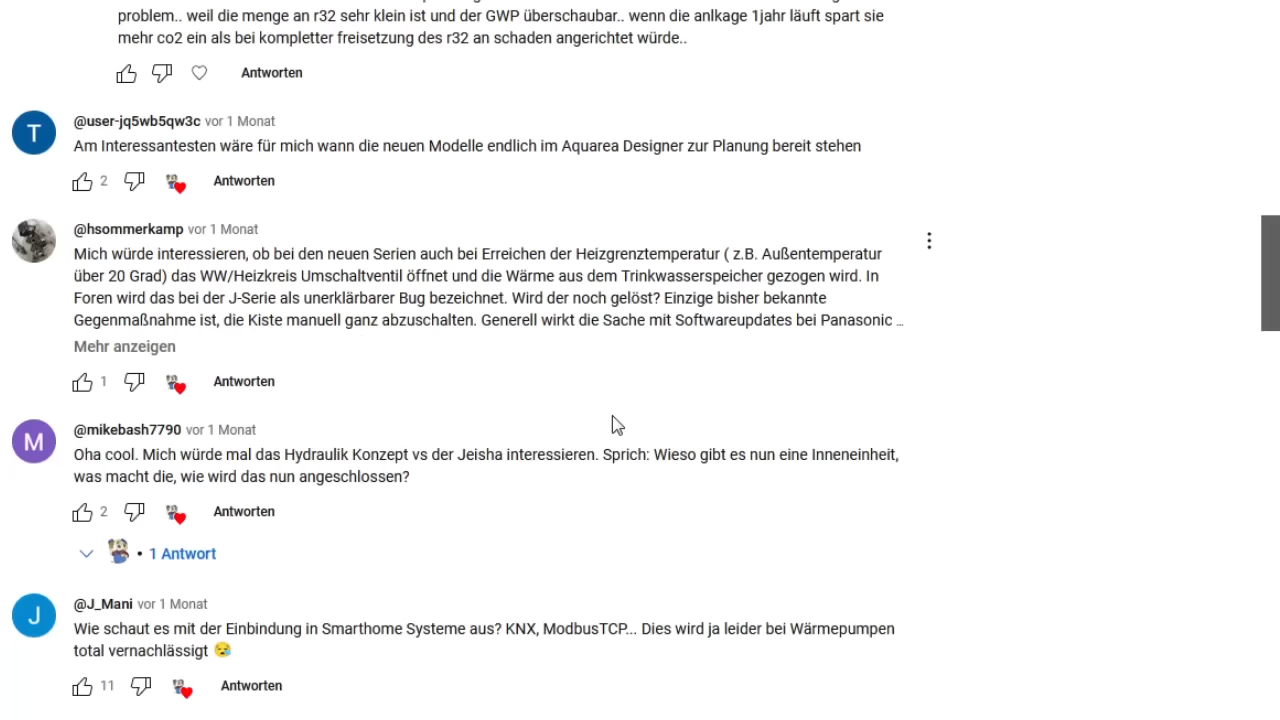 problem.. weil die menge an r32 sehr klein ist und der GWP überschaubar.. wenn die anlkage 1jahr läuft spart sie
mehr co2 ein als bei kompletter freisetzung des r32 an schaden angerichtet würde..
Antworten
T
@user-jq5wb5qw3c vor 1 Monat
Am Interessantesten wäre für mich wann die neuen Modelle endlich im Aquarea Designer zur Planung bereit stehen
2 Antworten
@hsommerkamp vor 1 Monat
Mich würde interessieren, ob bei den neuen Serien auch bei Erreichen der Heizgrenztemperatur ( z.B. Außentemperatur
über 20 Grad) das WW/Heizkreis Umschaltventil öffnet und die Wärme aus dem Trinkwasserspeicher gezogen wird. In
Foren wird das bei der J-Serie als unerklärbarer Bug bezeichnet. Wird der noch gelöst? Einzige bisher bekannte
Gegenmaßnahme ist, die Kiste manuell ganz abzuschalten. Generell wirkt die Sache mit Softwareupdates bei Panasonic ...
Mehr anzeigen
1 Antworten
M
@mikebash7790 vor 1 Monat
Oha cool. Mich würde mal das Hydraulik Konzept vs der Jeisha interessieren. Sprich: Wieso gibt es nun eine Inneneinheit,
was macht die, wie wird das nun angeschlossen?
2 Antworten
• 1 Antwort
J
@J_Mani vor 1 Monat
Wie schaut es mit der Einbindung in Smarthome Systeme aus? KNX, ModbusTCP... Dies wird ja leider bei Wärmepumpen
total vernachlässigt 😪
11 Antworten